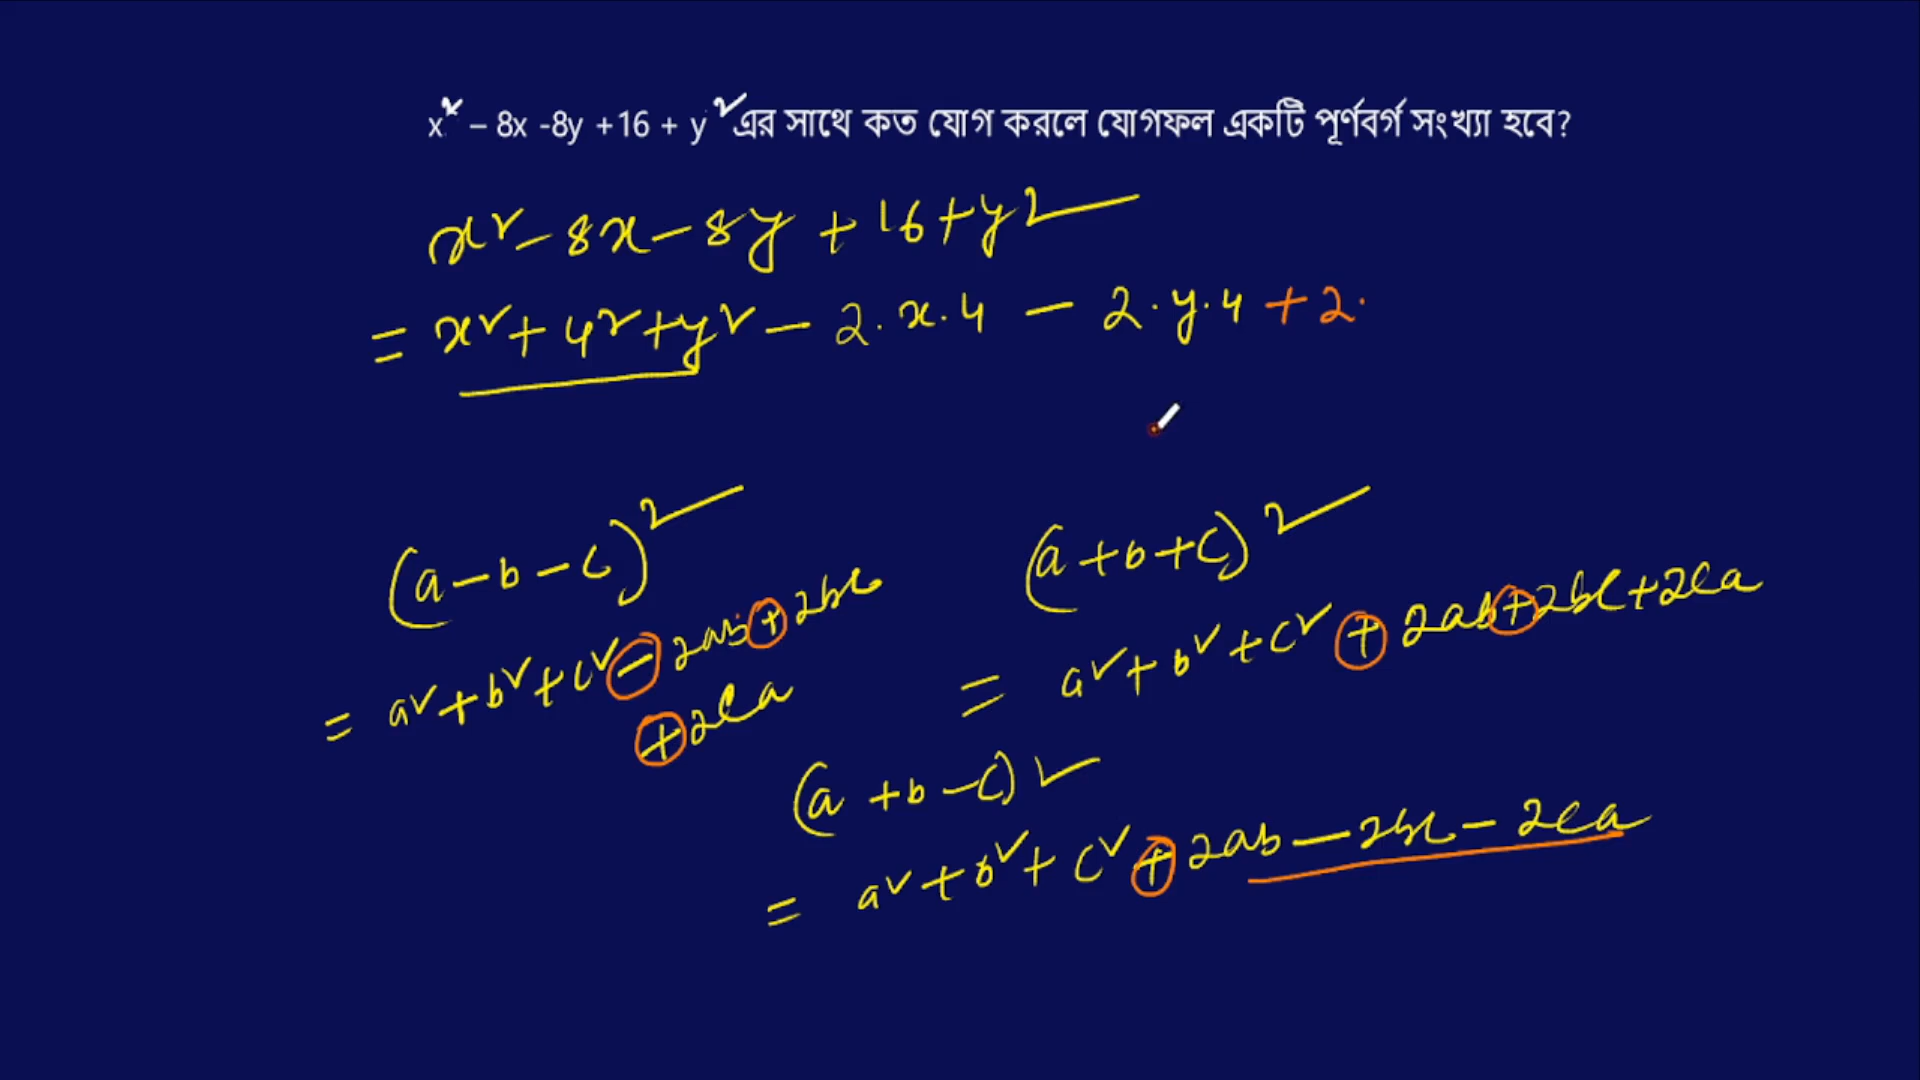 x² – 8x -8y +16 + y² এর সাথে কত যোগ করলে যোগফল একটি পূর্ণবর্গ সংখ্যা হবে?
x² - 8x - 8y + 16 + y²
= x² + 4² + y² - 2.x.4 - 2.y.4 + 2.
(a - b - c)²
= a² + b² + c² - 2ab + 2bc
+ 2ca
(a + b + c)²
= a² + b² + c² + 2ab + 2bc + 2ca
(a + b - c)²
= a² + b² + c² + 2ab - 2bc - 2ca